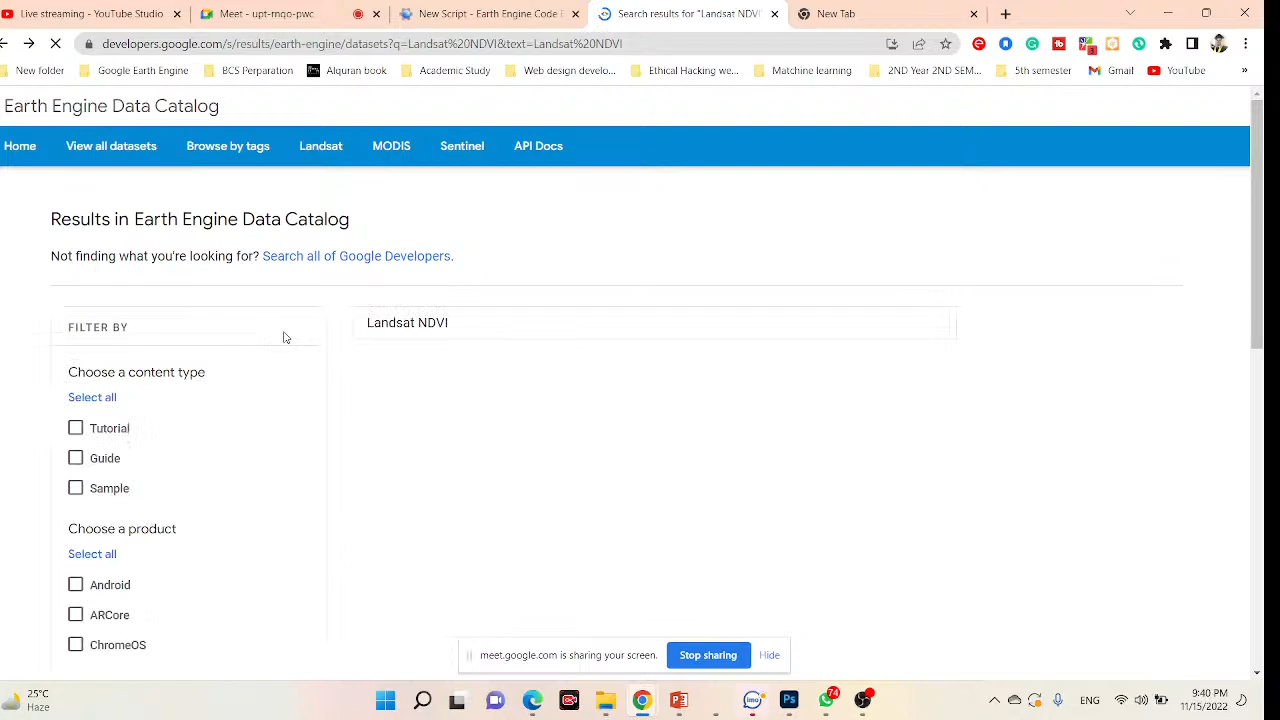 Live streaming - YouTube Studio
Meet - upt-rnqo-pwc
New Script - Earth Engine Code E
Search results for "Landsat NDVI
New Tab
developers.google.com/s/results/earth-engine/datasets?q=Landsat%20NDVI&text=Landsat%20NDVI
New folder
Google Earth Engine
BCS Perparation
Alquran book
Academic Study
Web design develo...
Ethical Hacking we...
Matchine learning
2ND Year 2ND SEM...
5th semester
Gmail
YouTube
»
Earth Engine Data Catalog
Home
View all datasets
Browse by tags
Landsat
MODIS
Sentinel
API Docs
Results in Earth Engine Data Catalog
Not finding what you're looking for? Search all of Google Developers.
FILTER BY
Landsat NDVI
Choose a content type
Select all
Tutorial
Guide
Sample
Choose a product
Select all
Android
ARCore
ChromeOS
meet.google.com is sharing your screen.
Stop sharing
Hide
25°C
Haze
74
ENG
9:40 PM
11/15/2022